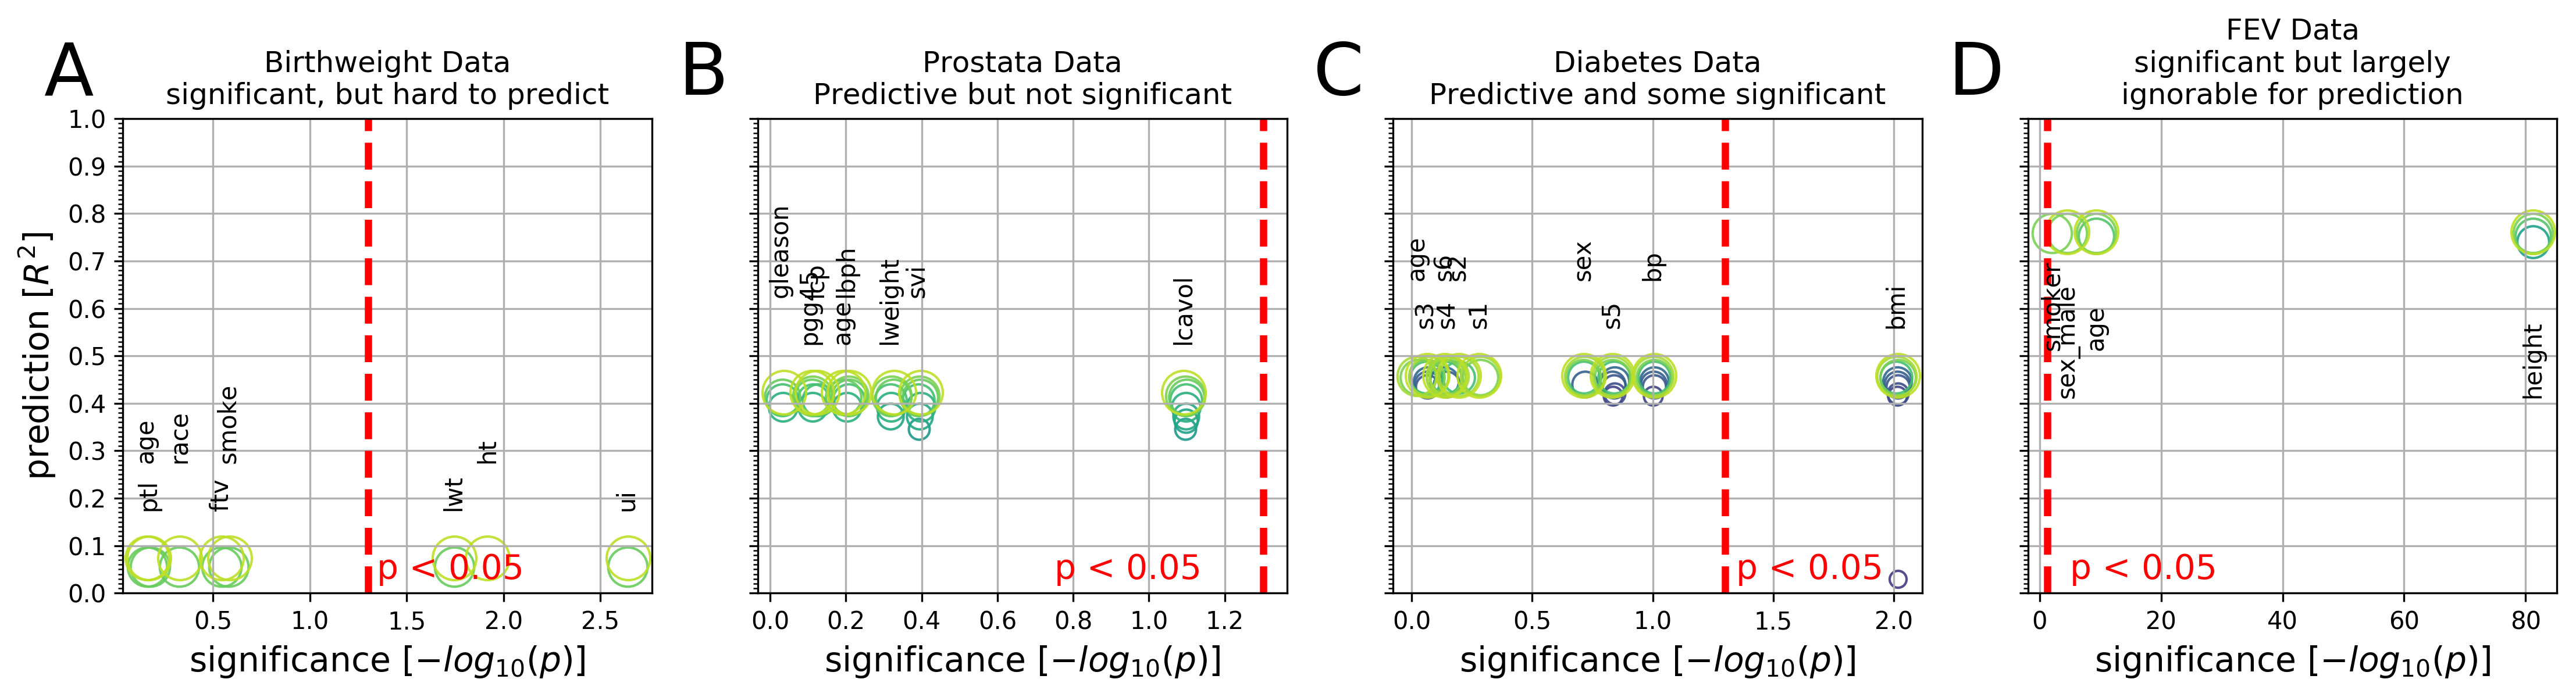 A
Birthweight Data
significant, but hard to predict
prediction [R²]
1.0
0.9
0.8
0.7
0.6
0.5
0.4
0.3
0.2
0.1
0.0
age
race
smoke
ptl
ftv
lwt
ht
ui
p < 0.05
0.5
1.0
1.5
2.0
2.5
significance [−log₁₀(p)]
B
Prostata Data
Predictive but not significant
gleason
pgg45
lcp
age
lbph
lweight
svi
lcavol
p < 0.05
0.0
0.2
0.4
0.6
0.8
1.0
1.2
significance [−log₁₀(p)]
C
Diabetes Data
Predictive and some significant
age
s6
s2
s3
s4
s1
sex
s5
bp
bmi
p < 0.05
0.0
0.5
1.0
1.5
2.0
significance [−log₁₀(p)]
D
FEV Data
significant but largely
ignorable for prediction
smoker
sex_male
age
height
p < 0.05
0
20
40
60
80
significance [−log₁₀(p)]